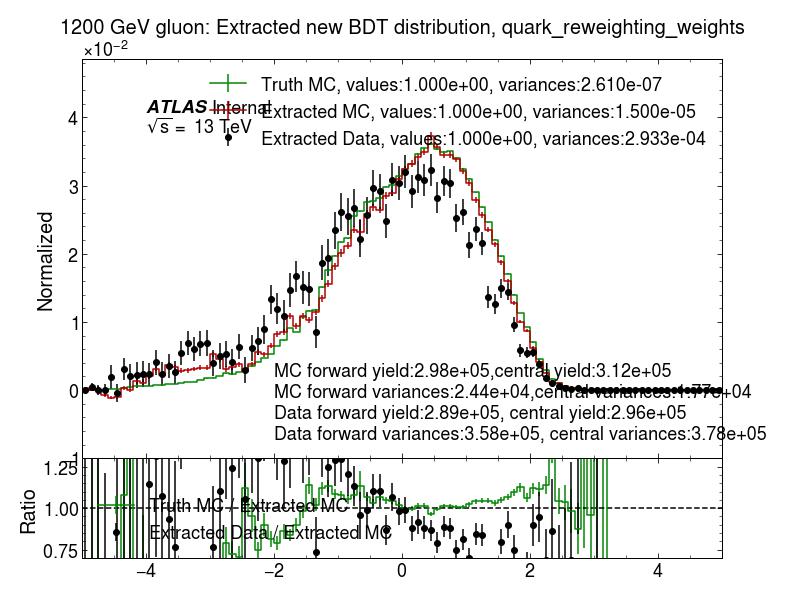 1200 GeV gluon: Extracted new BDT distribution, quark_reweighting_weights
×10⁻²
Truth MC, values:1.000e+00, variances:2.610e-07
ATLAS Internal
Extracted MC, values:1.000e+00, variances:1.500e-05
√s = 13 TeV
Extracted Data, values:1.000e+00, variances:2.933e-04
Normalized
4
3
2
1
0
MC forward yield:2.98e+05,central yield:3.12e+05
MC forward variances:2.44e+04,central variances:1.77e+04
Data forward yield:2.89e+05, central yield:2.96e+05
Data forward variances:3.58e+05, central variances:3.78e+05
Ratio
1.25
1.00
0.75
Truth MC / Extracted MC
Extracted Data / Extracted MC
−4 −2 0 2 4